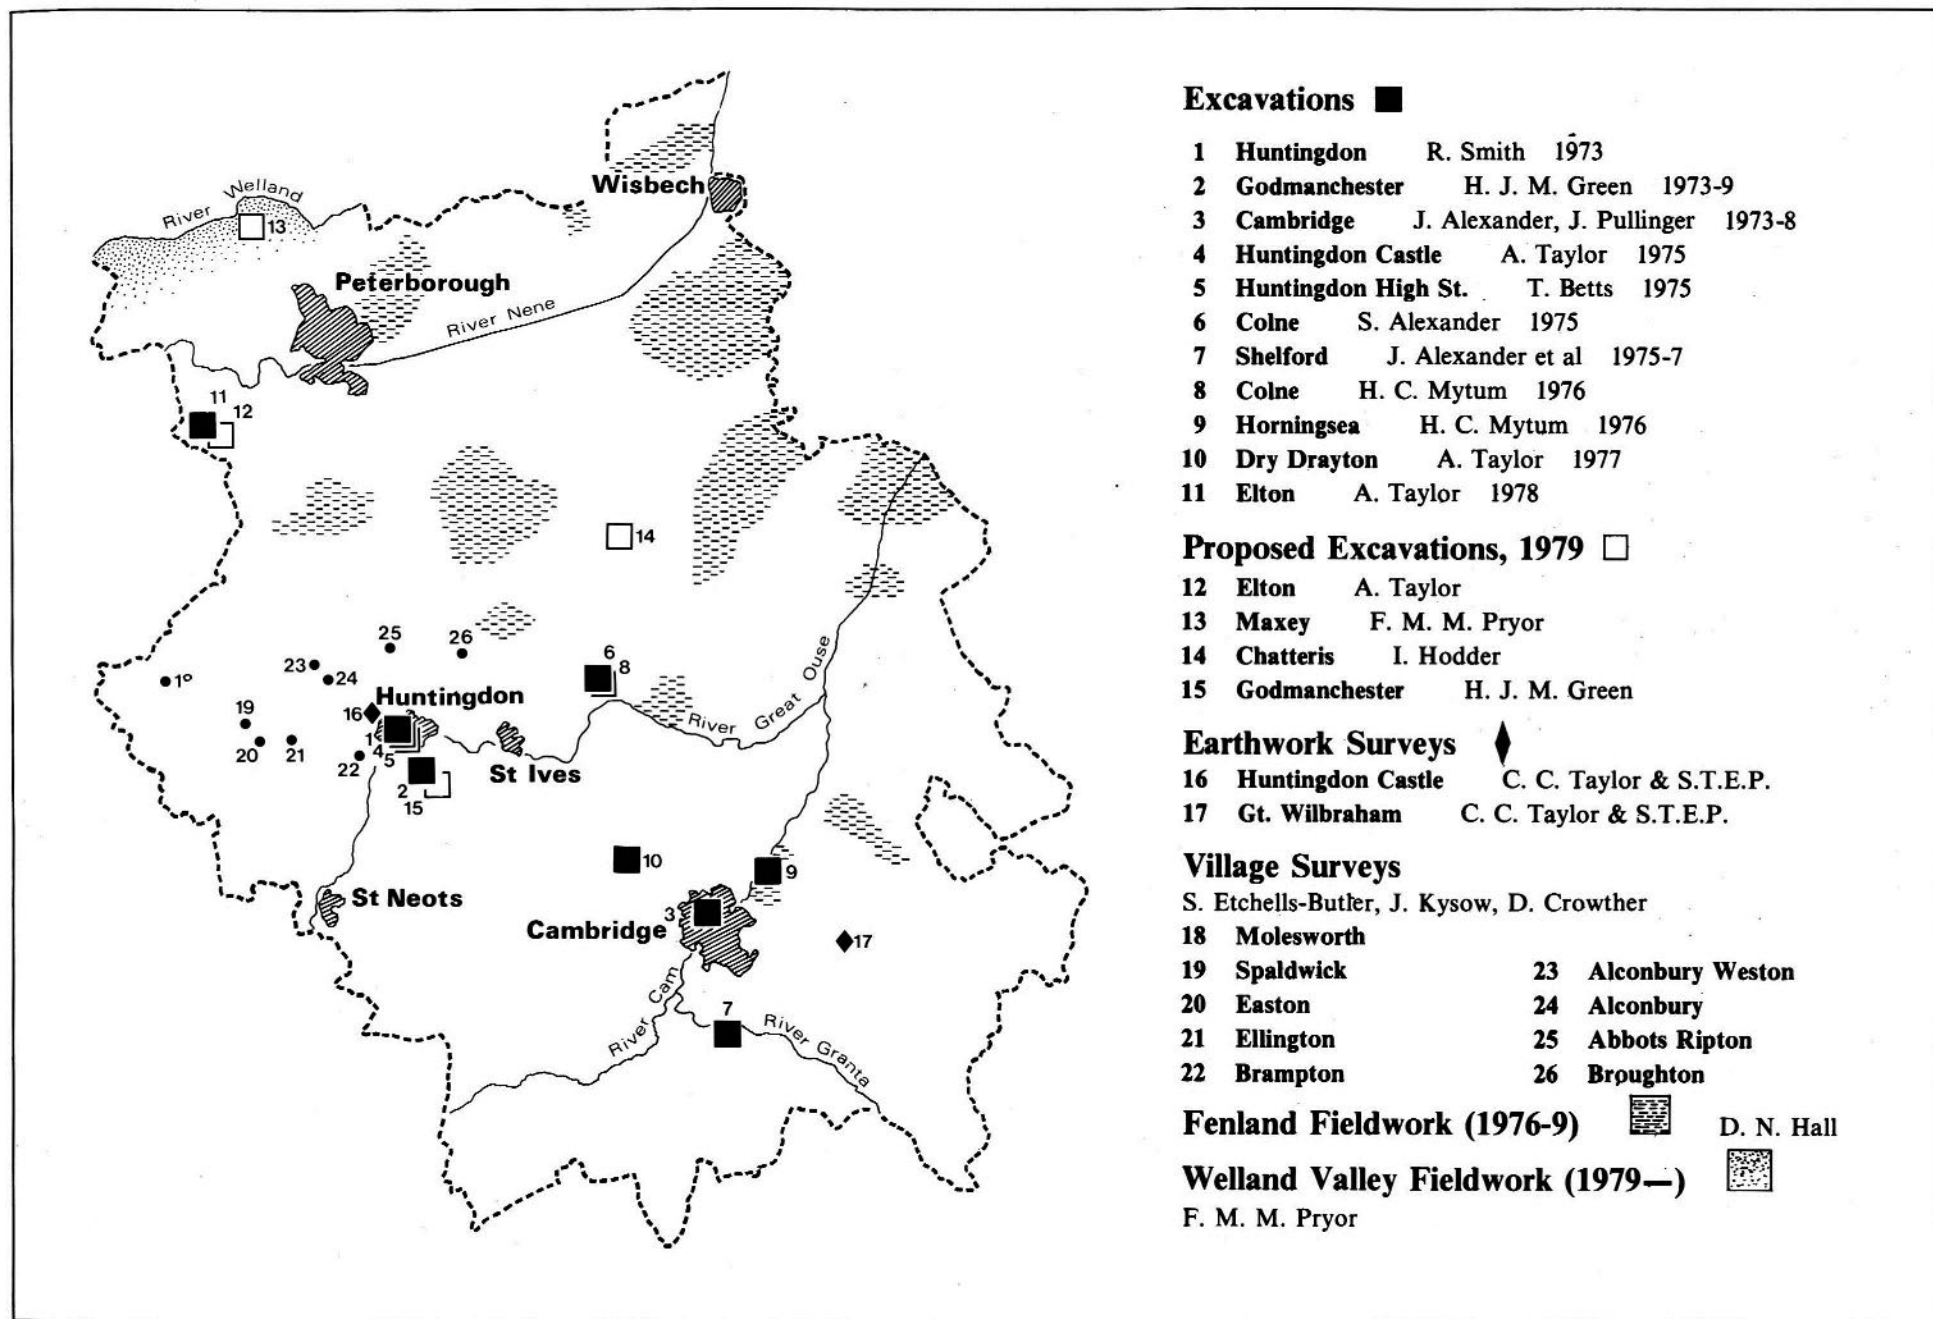 Wisbech
River Welland
13
Peterborough
River Nene
11
12
14
25
26
23
24
1º
6
8
Huntingdon
16
19
20
21
22
1
4
5
River Great Ouse
St Ives
2
15
10
9
St Neots
3
Cambridge
17
River Cam
7
River Granta
Excavations
1 Huntingdon R. Smith 1973
2 Godmanchester H. J. M. Green 1973-9
3 Cambridge J. Alexander, J. Pullinger 1973-8
4 Huntingdon Castle A. Taylor 1975
5 Huntingdon High St. T. Betts 1975
6 Colne S. Alexander 1975
7 Shelford J. Alexander et al 1975-7
8 Colne H. C. Mytum 1976
9 Horningsea H. C. Mytum 1976
10 Dry Drayton A. Taylor 1977
11 Elton A. Taylor 1978
Proposed Excavations, 1979
12 Elton A. Taylor
13 Maxey F. M. M. Pryor
14 Chatteris I. Hodder
15 Godmanchester H. J. M. Green
Earthwork Surveys
16 Huntingdon Castle C. C. Taylor & S.T.E.P.
17 Gt. Wilbraham C. C. Taylor & S.T.E.P.
Village Surveys
S. Etchells-Butler, J. Kysow, D. Crowther
18 Molesworth
19 Spaldwick 23 Alconbury Weston
20 Easton 24 Alconbury
21 Ellington 25 Abbots Ripton
22 Brampton 26 Broughton
Fenland Fieldwork (1976-9) D. N. Hall
Welland Valley Fieldwork (1979—)
F. M. M. Pryor